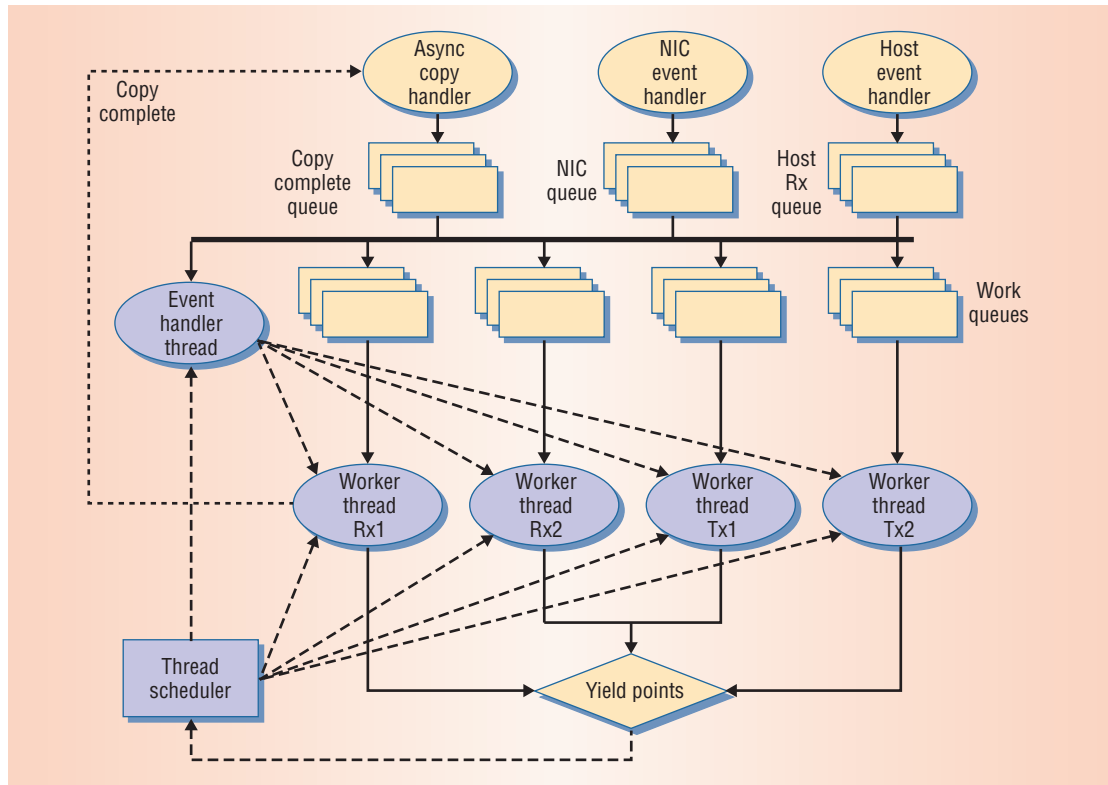 Async
copy
handler
NIC
event
handler
Host
event
handler
Copy
complete
Copy
complete
queue
NIC
queue
Host
Rx
queue
Event
handler
thread
Work
queues
Worker
thread
Rx1
Worker
thread
Rx2
Worker
thread
Tx1
Worker
thread
Tx2
Thread
scheduler
Yield points